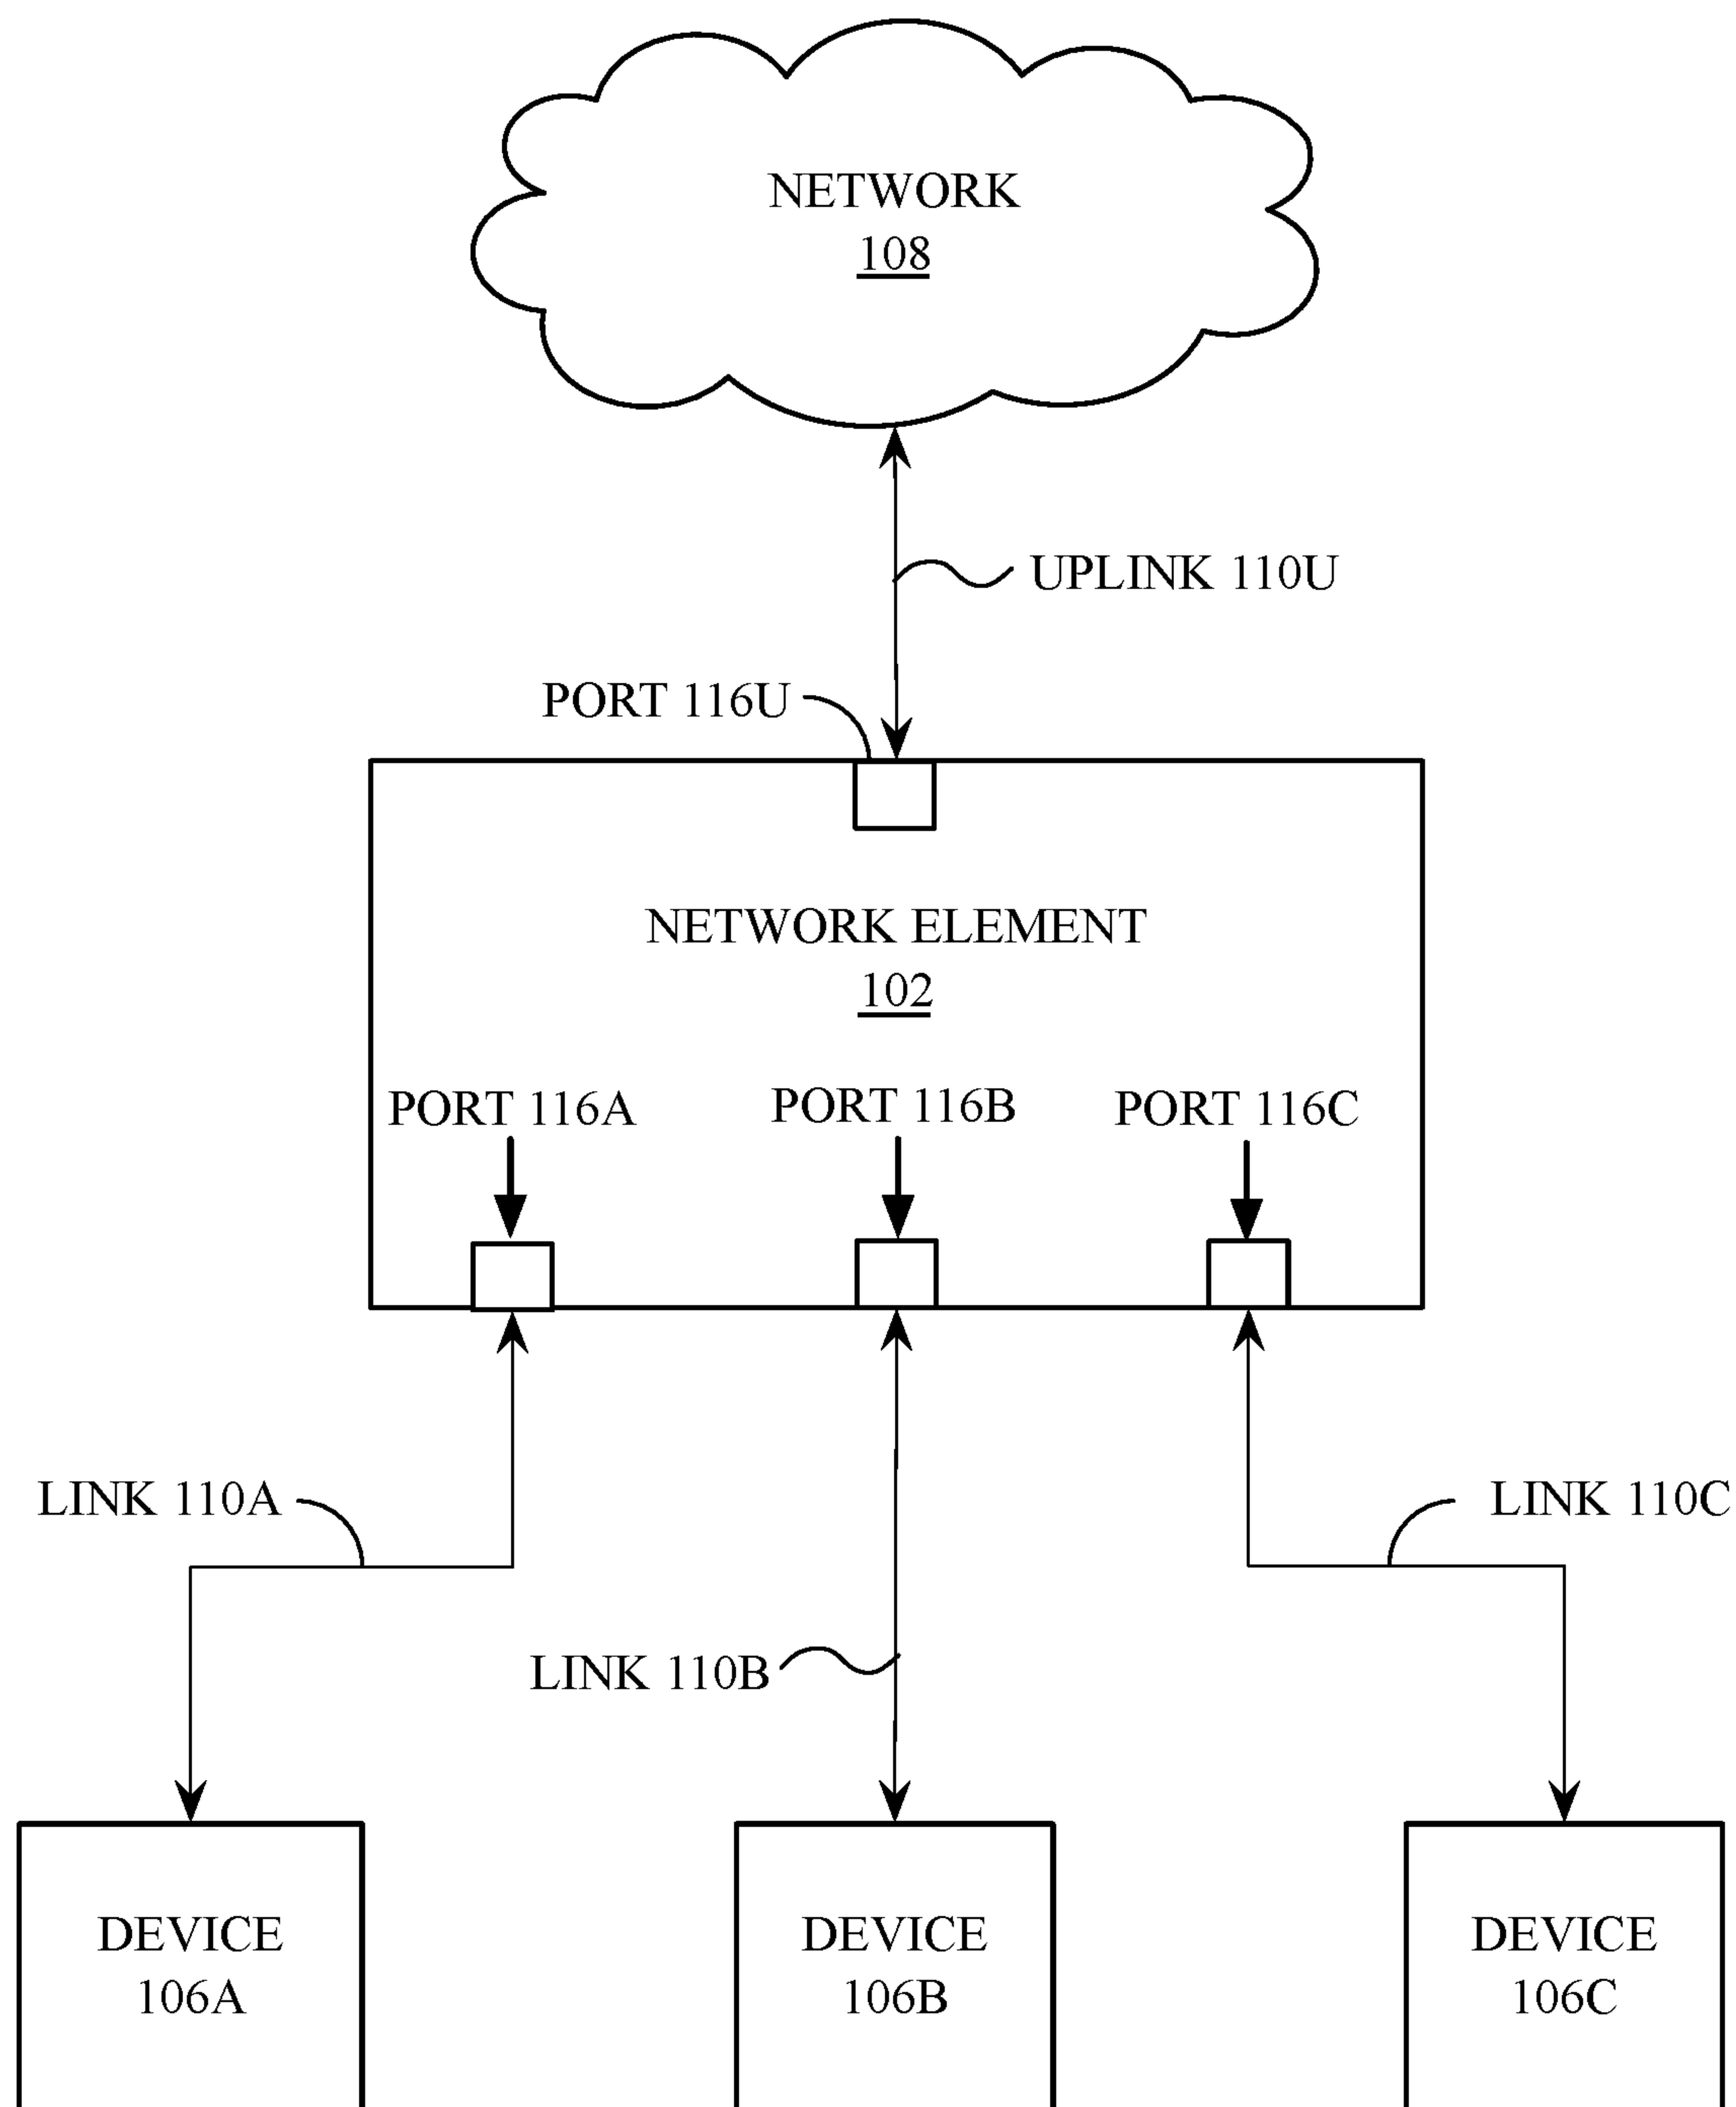 NETWORK
108
UPLINK 110U
PORT 116U
NETWORK ELEMENT
102
PORT 116A
PORT 116B
PORT 116C
LINK 110A
LINK 110C
LINK 110B
DEVICE
106A
DEVICE
106B
DEVICE
106C